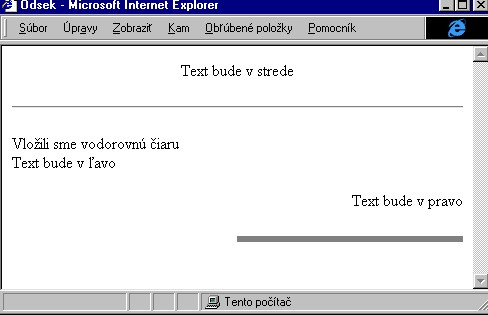 Odsek - Microsoft Internet Explorer
Súbor Úpravy Zobraziť Kam Obľúbené položky Pomocník
Text bude v strede
Vložili sme vodorovnú čiaru
Text bude v ľavo
Text bude v pravo
Tento počítač